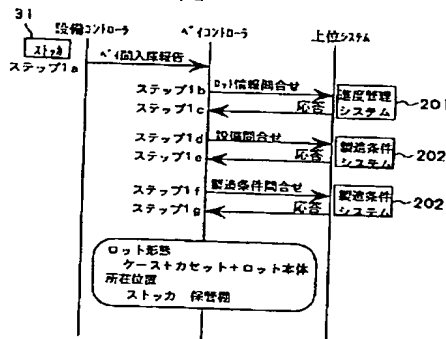 31
設備コントローラ
ベイコントローラ
上位システム
ストッカ
ステップ1a
ベイ間入庫報告
ステップ1b
ロット情報問合せ
ステップ1c
応答
進度管理
システム
201
ステップ1d
設備問合せ
ステップ1e
応答
製造条件
システム
202
ステップ1f
製造条件問合せ
ステップ1g
応答
製造条件
システム
202
ロット形態
ケース+カセット+ロット本体
所在位置
ストッカ 保管棚